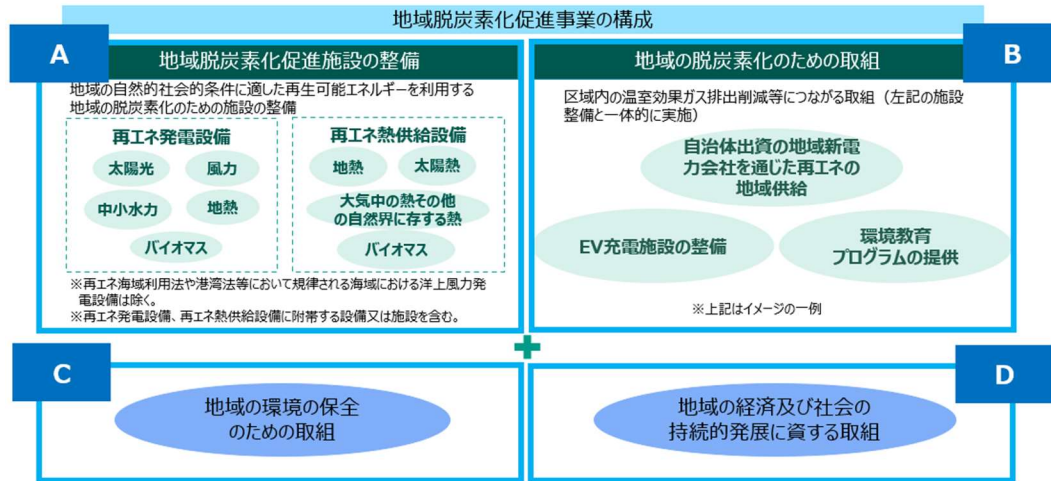 地域脱炭素化促進事業の構成
A
地域脱炭素化促進施設の整備
地域の自然的社会的条件に適した再生可能エネルギーを利用する
地域の脱炭素化のための施設の整備
再エネ発電設備
太陽光
風力
中小水力
地熱
バイオマス
再エネ熱供給設備
地熱
太陽熱
大気中の熱その他
の自然界に存する熱
バイオマス
※再エネ海域利用法や港湾法等において規律される海域における洋上風力発
電設備は除く。
※再エネ発電設備、再エネ熱供給設備に附帯する設備又は施設を含む。
B
地域の脱炭素化のための取組
区域内の温室効果ガス排出削減等につながる取組（左記の施設
整備と一体的に実施）
自治体出資の地域新電
力会社を通じた再エネの
地域供給
EV充電施設の整備
環境教育
プログラムの提供
※上記はイメージの一例
+
C
地域の環境の保全
のための取組
D
地域の経済及び社会の
持続的発展に資する取組